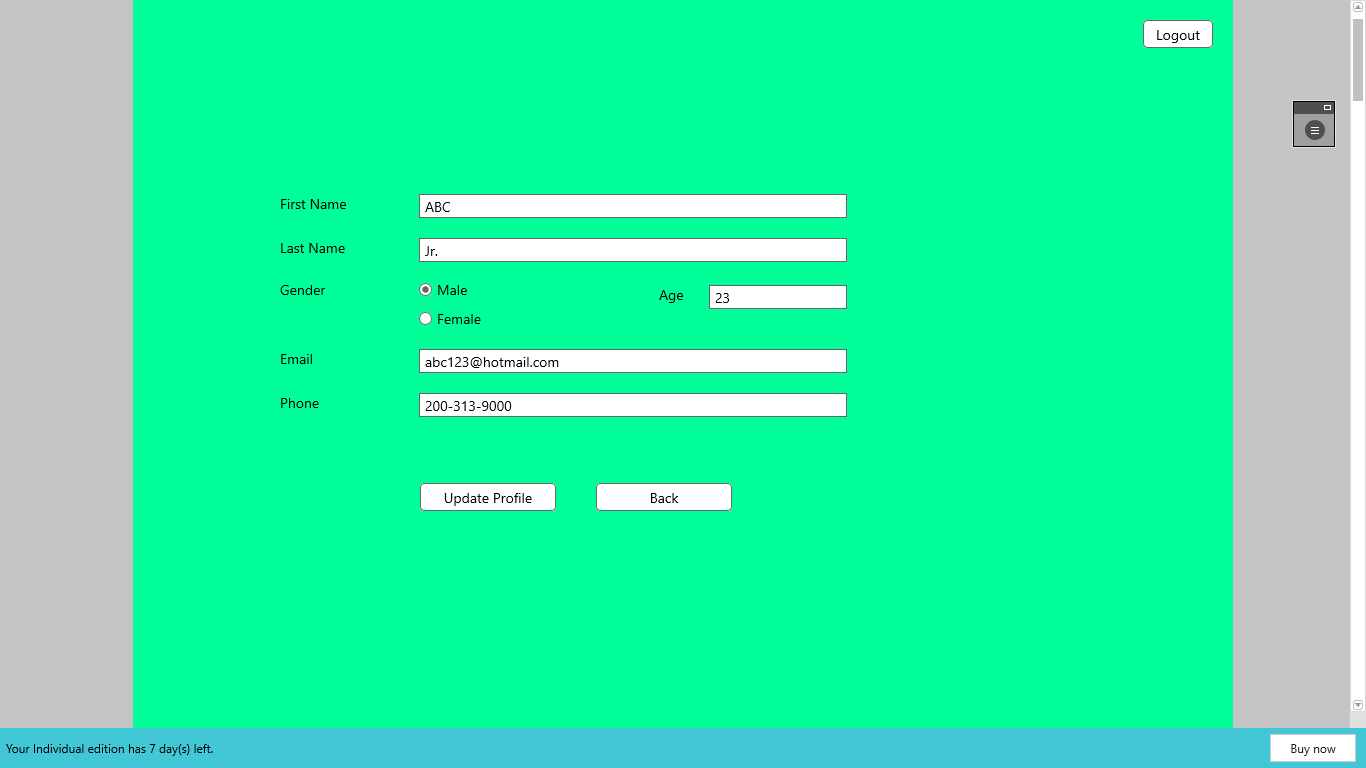 Logout
First Name
ABC
Last Name
Jr.
Gender
Male
Age
23
Female
Email
abc123@hotmail.com
Phone
200-313-9000
Update Profile
Back
Your Individual edition has 7 day(s) left.
Buy now